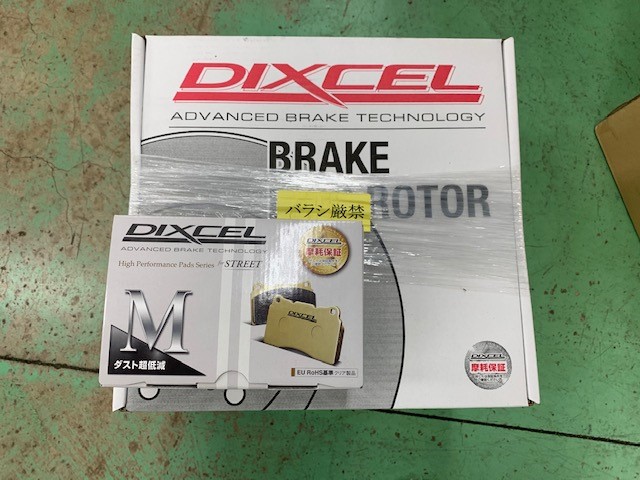 DIXCEL
ADVANCED BRAKE TECHNOLOGY
BRAKE
ROTOR
バラシ厳禁
DIXCEL
ADVANCED BRAKE TECHNOLOGY
High Performance Pads Series for STREET
摩耗保証
M
ダスト超低減
DIXCEL
EU RoHS基準クリア製品
DIXCEL
摩耗保証